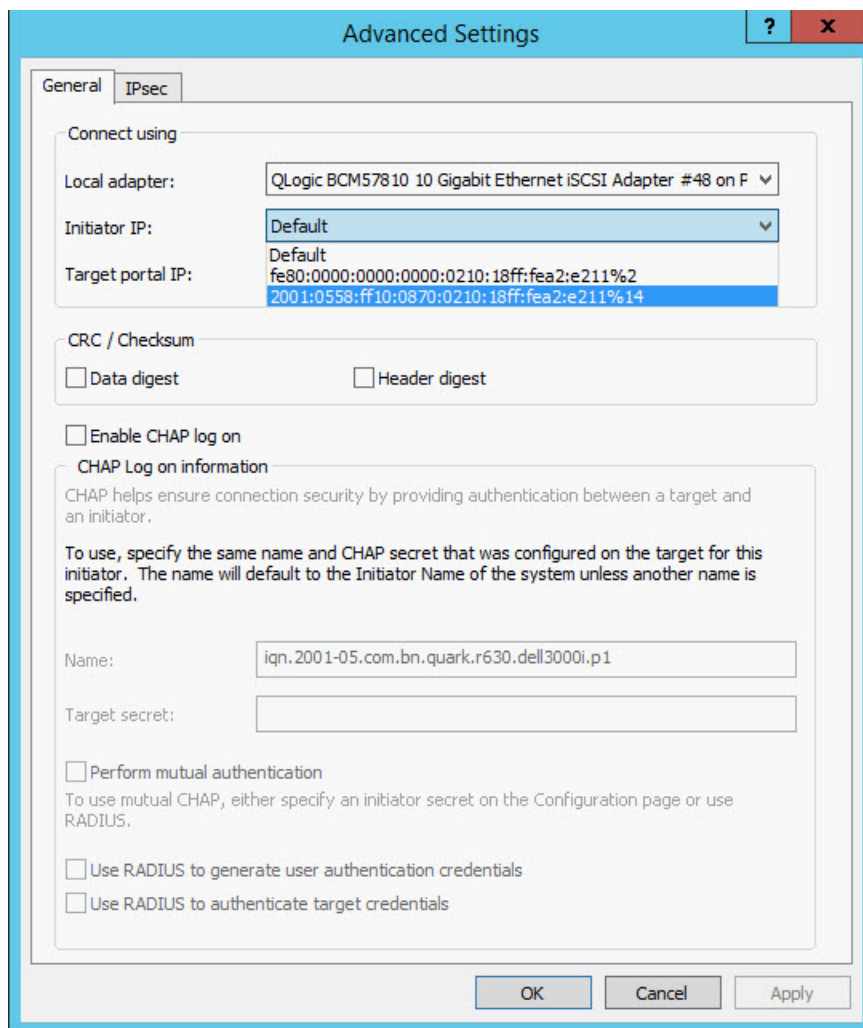 Advanced Settings
?
x
General
IPsec
Connect using
Local adapter:
QLogic BCM57810 10 Gigabit Ethernet iSCSI Adapter #48 on P
Initiator IP:
Default
Default
Target portal IP:
fe80:0000:0000:0000:0210:18ff:fea2:e211%2
2001:0558:ff10:0870:0210:18ff:fea2:e211%14
CRC / Checksum
Data digest
Header digest
Enable CHAP log on
CHAP Log on information
CHAP helps ensure connection security by providing authentication between a target and
an initiator.
To use, specify the same name and CHAP secret that was configured on the target for this
initiator. The name will default to the Initiator Name of the system unless another name is
specified.
Name:
iqn.2001-05.com.bn.quark.r630.dell3000i.p1
Target secret:
Perform mutual authentication
To use mutual CHAP, either specify an initiator secret on the Configuration page or use
RADIUS.
Use RADIUS to generate user authentication credentials
Use RADIUS to authenticate target credentials
OK
Cancel
Apply